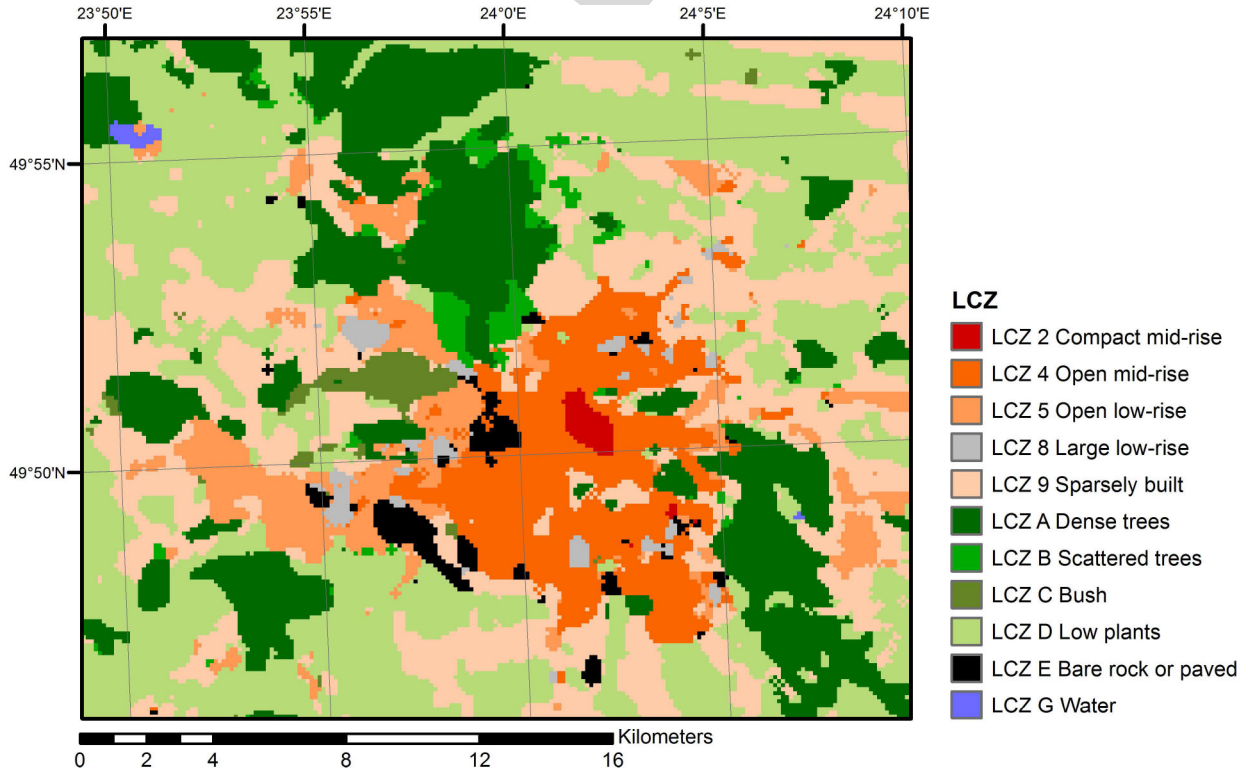 23°50'E 23°55'E 24°0'E 24°5'E 24°10'E
49°55'N
49°50'N
LCZ
LCZ 2 Compact mid-rise
LCZ 4 Open mid-rise
LCZ 5 Open low-rise
LCZ 8 Large low-rise
LCZ 9 Sparsely built
LCZ A Dense trees
LCZ B Scattered trees
LCZ C Bush
LCZ D Low plants
LCZ E Bare rock or paved
LCZ G Water
Kilometers
0 2 4 8 12 16